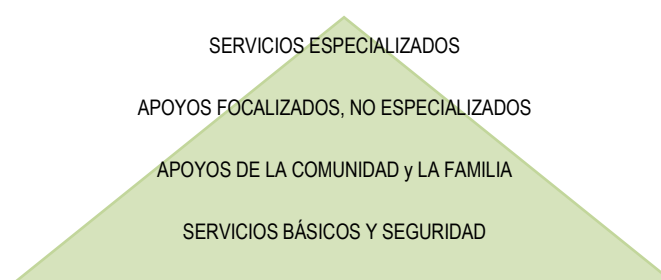 SERVICIOS ESPECIALIZADOS
APOYOS FOCALIZADOS, NO ESPECIALIZADOS
APOYOS DE LA COMUNIDAD y LA FAMILIA
SERVICIOS BÁSICOS Y SEGURIDAD